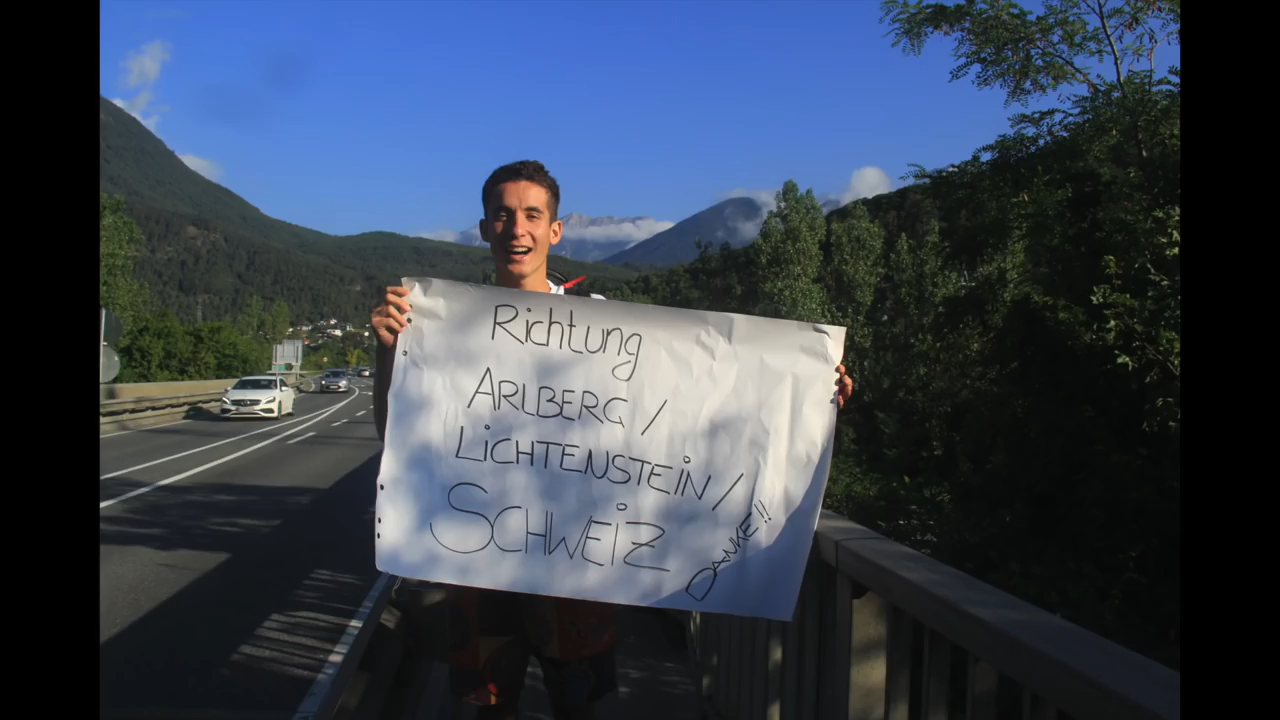 Richtung
ARLBERG /
LiCHTENSTEiN /
SCHWEiZ
DANKE!!